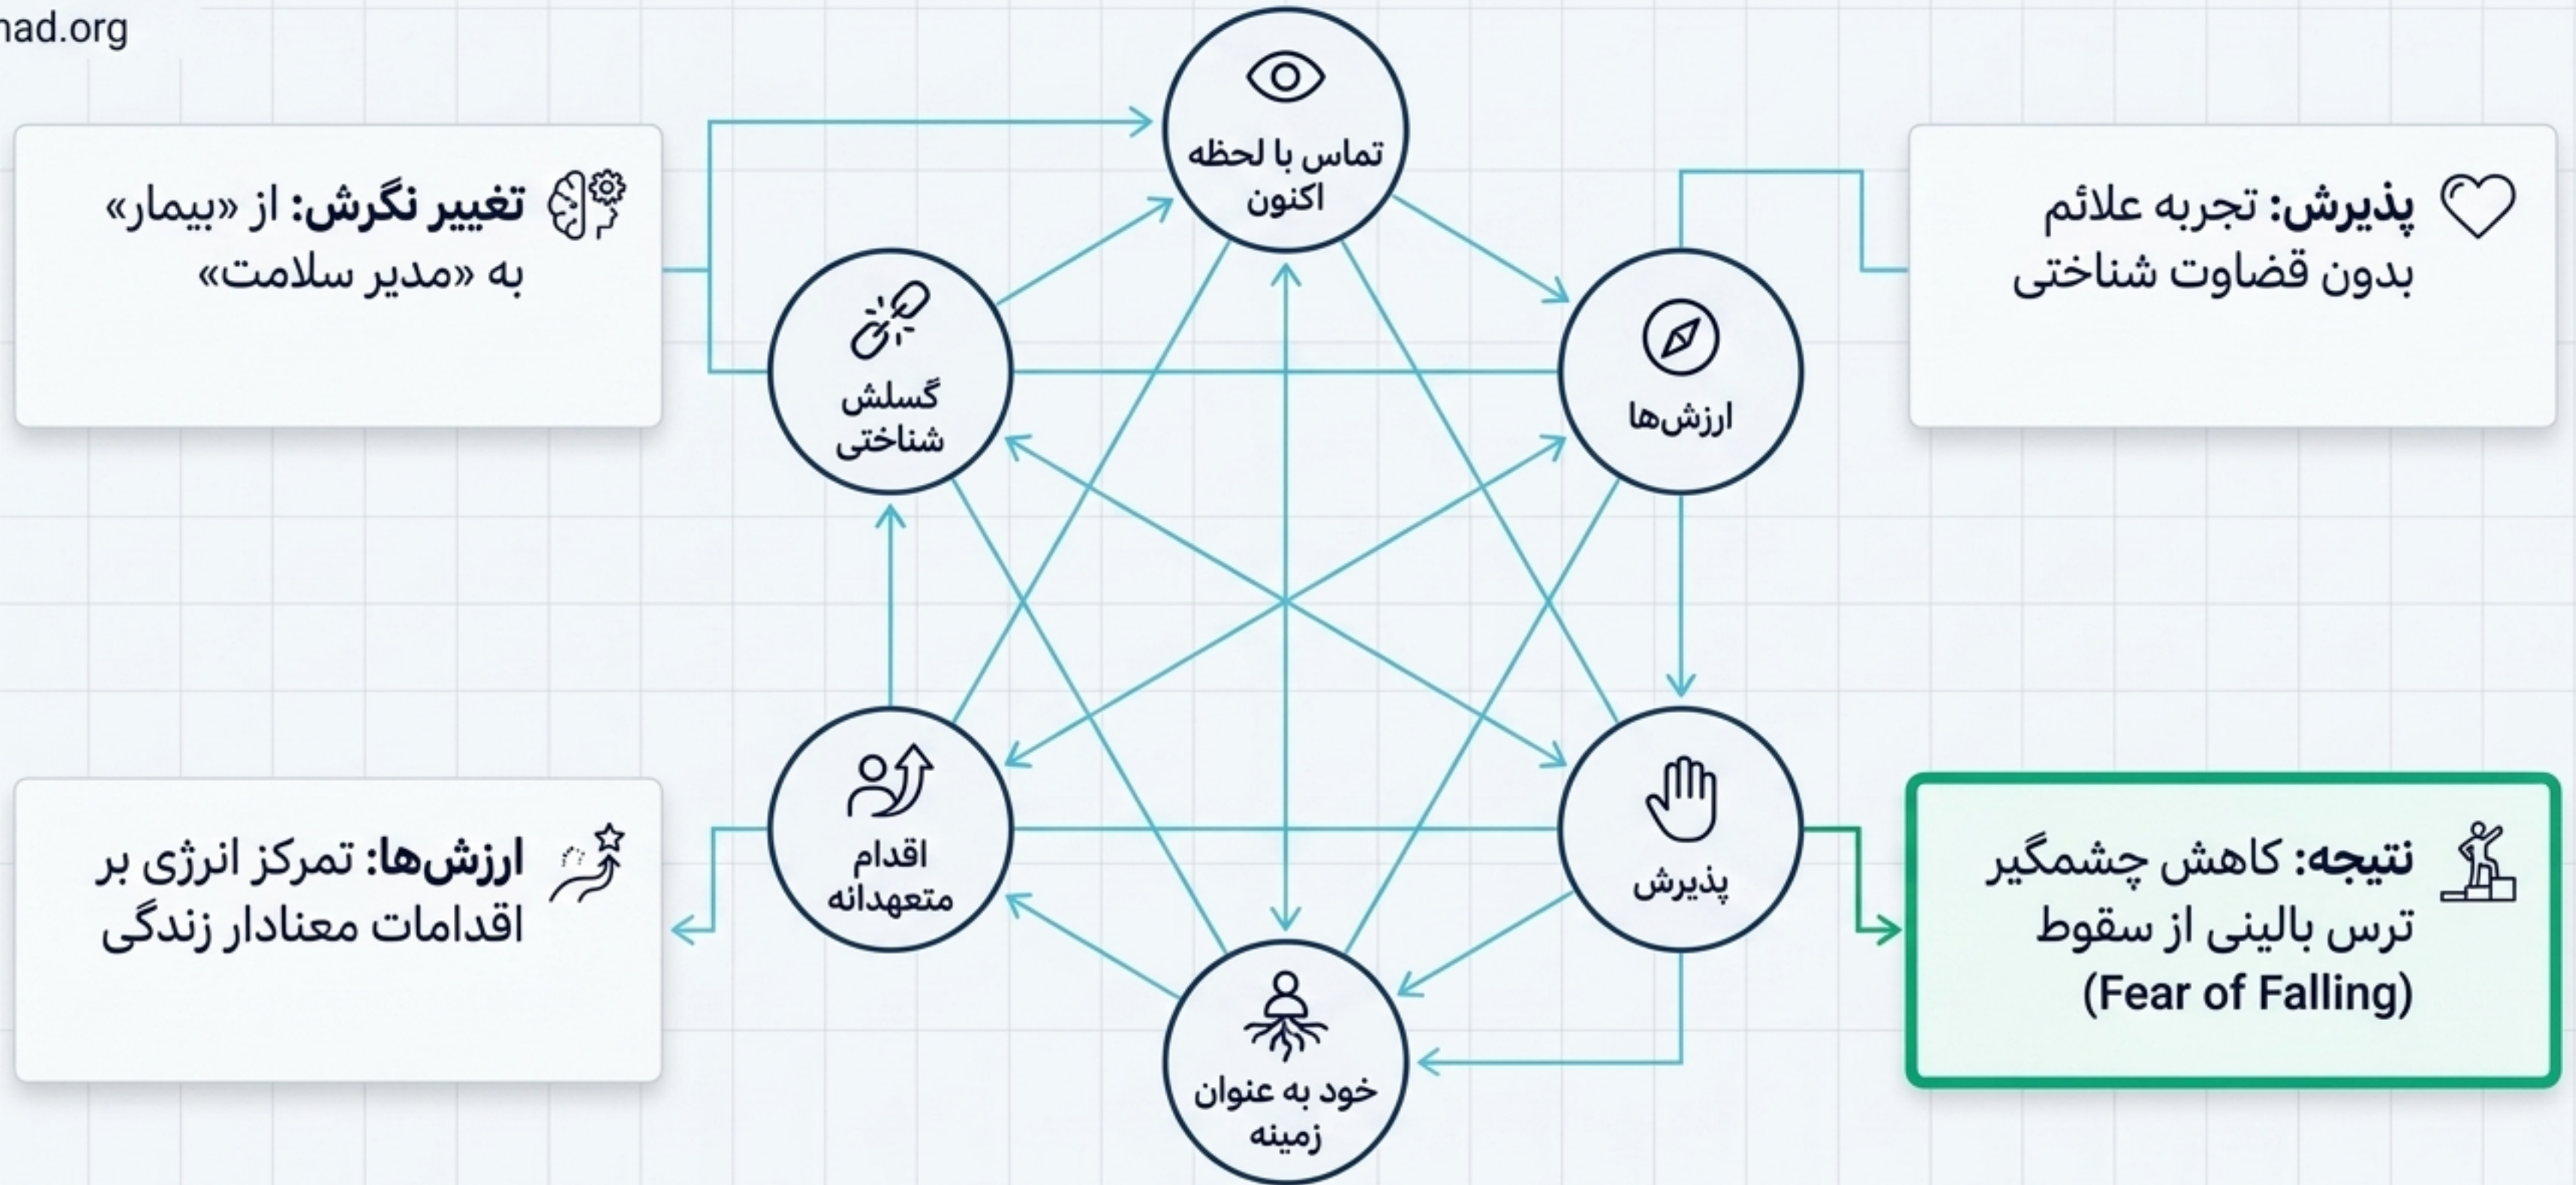 nad.org
تماس با لحظه
اکنون
تغییر نگرش: از «بیمار»
به «مدیر سلامت»
پذیرش: تجربه علائم
بدون قضاوت شناختی
گسلش
شناختی
ارزش‌ها
اقدام
متعهدانه
پذیرش
ارزش‌ها: تمرکز انرژی بر
اقدامات معنادار زندگی
نتیجه: کاهش چشمگیر
ترس بالینی از سقوط
(Fear of Falling)
خود به عنوان
زمینه